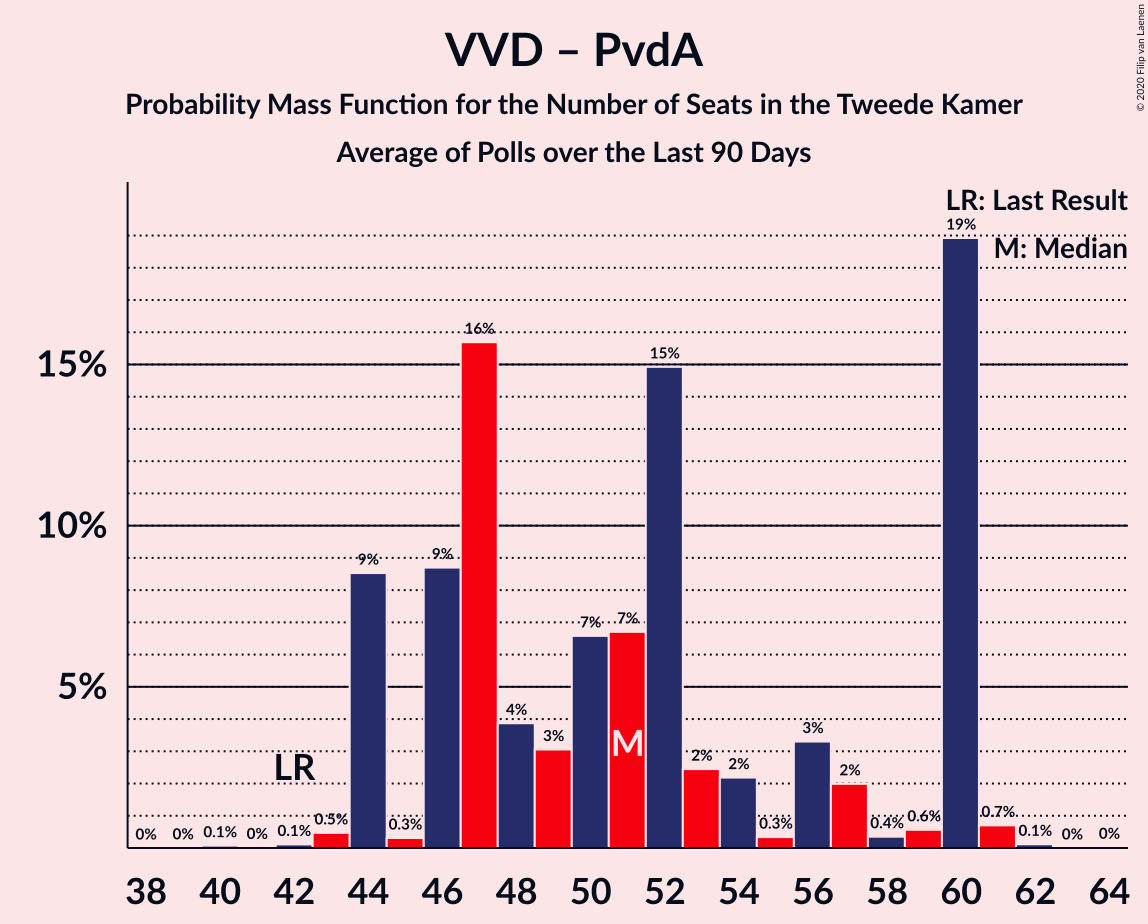 VVD – PvdA
Probability Mass Function for the Number of Seats in the Tweede Kamer
Average of Polls over the Last 90 Days
© 2020 Filip van Laenen
LR: Last Result
M: Median
15%
10%
5%
0% 0% 0.1% 0% 0.1% 0.5% 9% 0.3% 9% 16% 4% 3% 7% 7% 15% 2% 2% 0.3% 3% 2% 0.4% 0.6% 19% 0.7% 0.1% 0% 0%
LR
M
38 40 42 44 46 48 50 52 54 56 58 60 62 64